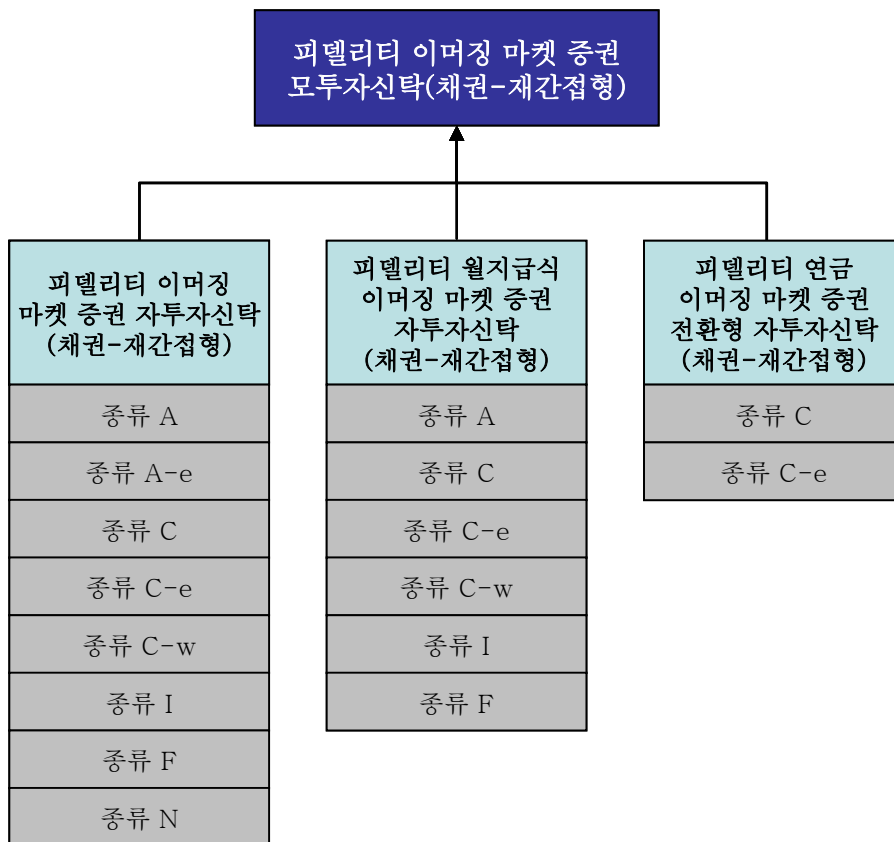 피델리티 이머징 마켓 증권
모투자신탁(채권-재간접형)
피델리티 이머징
마켓 증권 자투자신탁
(채권-재간접형)
종류 A
종류 A-e
종류 C
종류 C-e
종류 C-w
종류 I
종류 F
종류 N
피델리티 월지급식
이머징 마켓 증권
자투자신탁
(채권-재간접형)
종류 A
종류 C
종류 C-e
종류 C-w
종류 I
종류 F
피델리티 연금
이머징 마켓 증권
전환형 자투자신탁
(채권-재간접형)
종류 C
종류 C-e